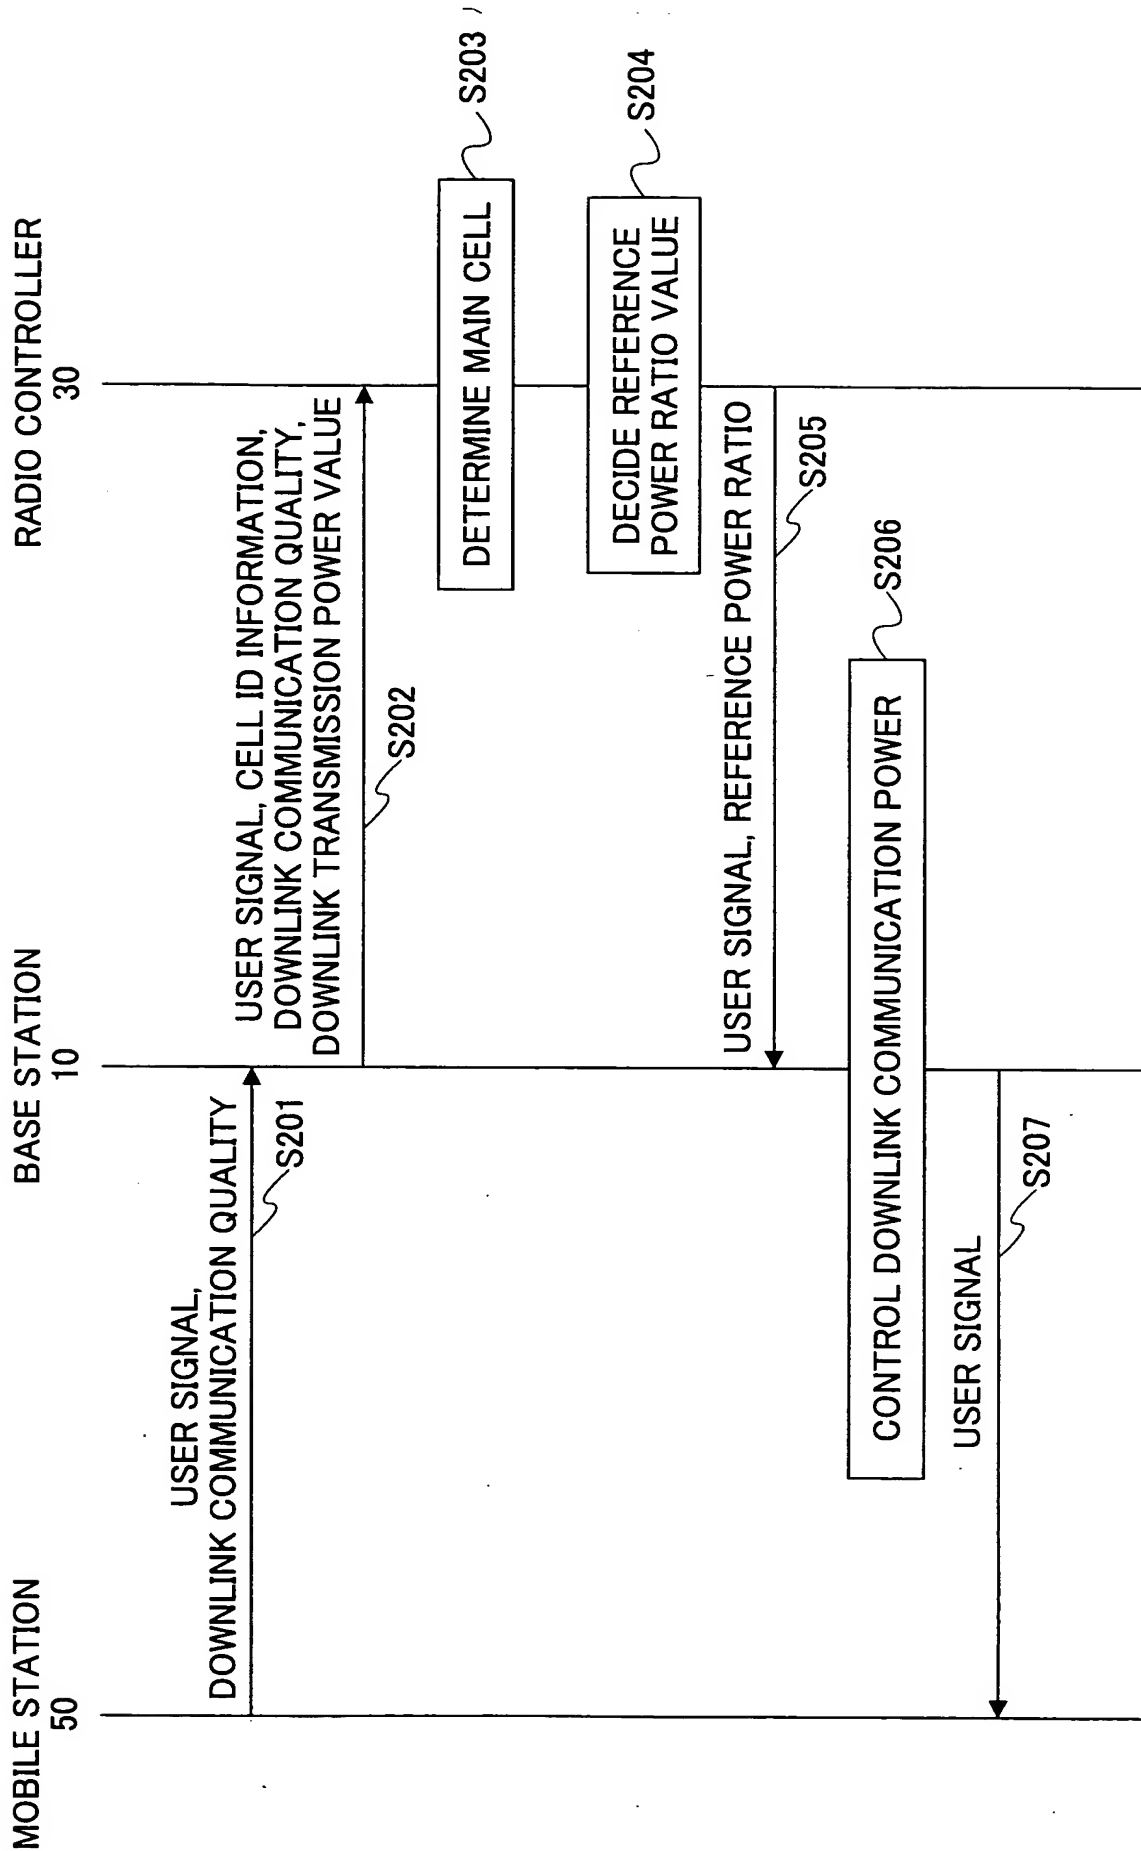 MOBILE STATION
50
BASE STATION
10
RADIO CONTROLLER
30
USER SIGNAL,
DOWNLINK COMMUNICATION QUALITY
S201
USER SIGNAL, CELL ID INFORMATION,
DOWNLINK COMMUNICATION QUALITY,
DOWNLINK TRANSMISSION POWER VALUE
S202
DETERMINE MAIN CELL
S203
DECIDE REFERENCE
POWER RATIO VALUE
S204
USER SIGNAL, REFERENCE POWER RATIO
S205
CONTROL DOWNLINK COMMUNICATION POWER
S206
USER SIGNAL
S207